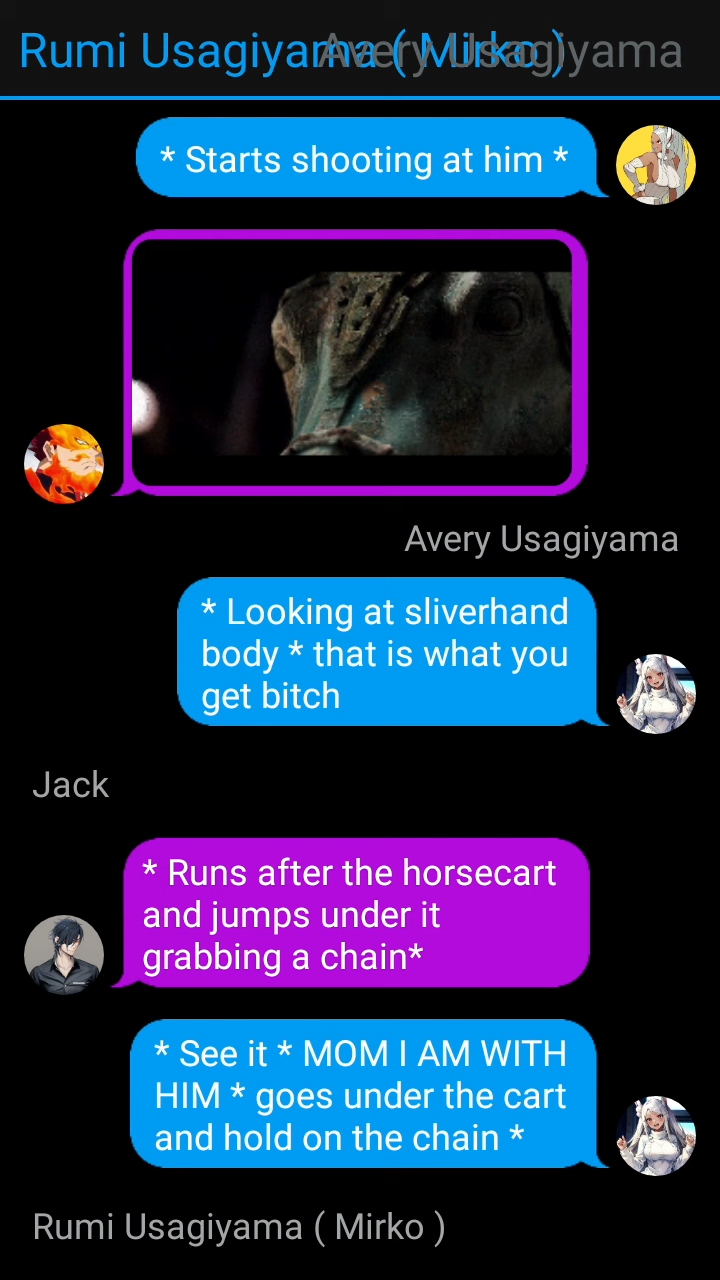 Rumi Usagiyama ( Mirko )
Avery Usagiyama
* Starts shooting at him *
Avery Usagiyama
* Looking at sliverhand
body * that is what you
get bitch
Jack
* Runs after the horsecart
and jumps under it
grabbing a chain*
* See it * MOM I AM WITH
HIM * goes under the cart
and hold on the chain *
Rumi Usagiyama ( Mirko )